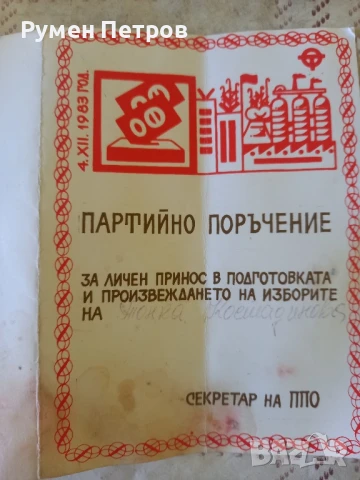 Румен Петров
4. XII. 1983 ГОД.
ПАРТИЙНО ПОРЪЧЕНИЕ
ЗА ЛИЧЕН ПРИНОС В ПОДГОТОВКАТА
И ПРОИЗВЕЖДАНЕТО НА ИЗБОРИТЕ
НА
СЕКРЕТАР НА ППО
BAZAR